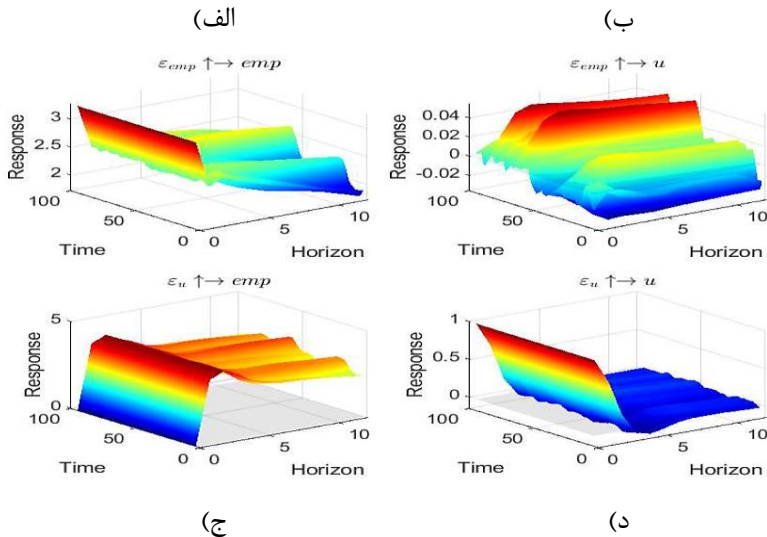 الف)
ب)
ε_emp ↑→ emp
ε_emp ↑→ u
Response
3
2.5
2
100
50
0
Time
0
5
10
Horizon
Response
0.04
0.02
0
-0.02
100
50
0
Time
0
5
10
Horizon
ε_u ↑→ emp
ε_u ↑→ u
Response
5
0
100
50
0
Time
0
5
10
Horizon
Response
1
0.5
0
100
50
0
Time
0
5
10
Horizon
ج)
د)